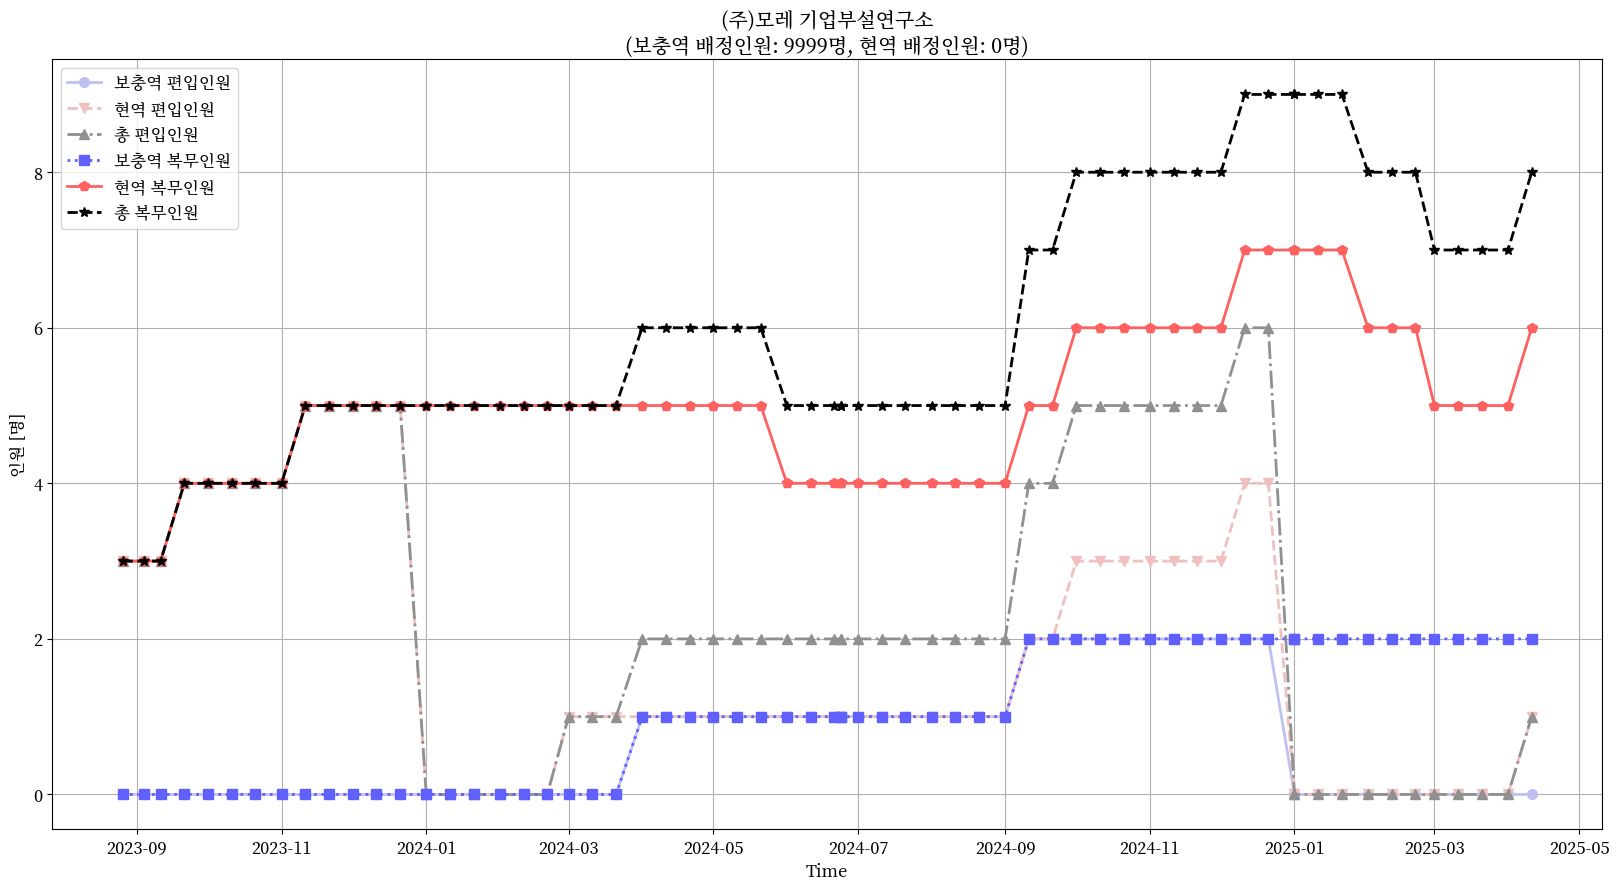 (주)모레 기업부설연구소
(보충역 배정인원: 9999명, 현역 배정인원: 0명)
보충역 편입인원
현역 편입인원
총 편입인원
보충역 복무인원
현역 복무인원
총 복무인원
8
6
4
2
0
인원 [명]
2023-09 2023-11 2024-01 2024-03 2024-05 2024-07 2024-09 2024-11 2025-01 2025-03 2025-05
Time